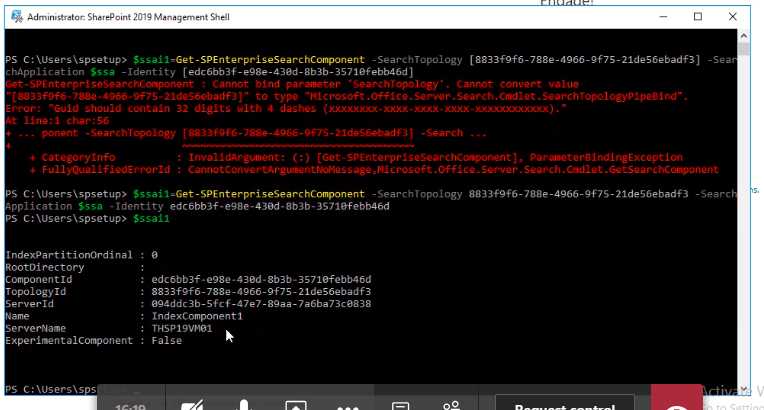 Engage!
Administrator: SharePoint 2019 Management Shell
PS C:\Users\spsetup> $ssai1=Get-SPEnterpriseSearchComponent -SearchTopology [8833f9f6-788e-4966-9f75-21de56ebadf3] -Sear
chApplication $ssa -Identity [edc6bb3f-e98e-430d-8b3b-35710febb46d]
Get-SPEnterpriseSearchComponent : Cannot bind parameter 'SearchTopology'. Cannot convert value
"[8833f9f6-788e-4966-9f75-21de56ebadf3]" to type "Microsoft.Office.Server.Search.Cmdlet.SearchTopologyPipeBind".
Error: "Guid should contain 32 digits with 4 dashes (xxxxxxxx-xxxx-xxxx-xxxx-xxxxxxxxxxxx)."
At line:1 char:56
+ ... ponent -SearchTopology [8833f9f6-788e-4966-9f75-21de56ebadf3] -Search ...
+ ~~~~~~~~~~~~~~~~~~~~~~~~~~~~~~~~~~~~~~
+ CategoryInfo : InvalidArgument: (:) [Get-SPEnterpriseSearchComponent], ParameterBindingException
+ FullyQualifiedErrorId : CannotConvertArgumentNoMessage,Microsoft.Office.Server.Search.Cmdlet.GetSearchComponent
PS C:\Users\spsetup> $ssai1=Get-SPEnterpriseSearchComponent -SearchTopology 8833f9f6-788e-4966-9f75-21de56ebadf3 -Search
Application $ssa -Identity edc6bb3f-e98e-430d-8b3b-35710febb46d
PS C:\Users\spsetup> $ssai1
ns.
IndexPartitionOrdinal : 0
RootDirectory :
ComponentId : edc6bb3f-e98e-430d-8b3b-35710febb46d
TopologyId : 8833f9f6-788e-4966-9f75-21de56ebadf3
ServerId : 094ddc3b-5fcf-47e7-89aa-7a6ba73c0838
Name : IndexComponent1
ServerName : THSP19VM01
ExperimentalComponent : False
PS C:\Users\sps
Activate V
16:19
Request control
Go to Setting